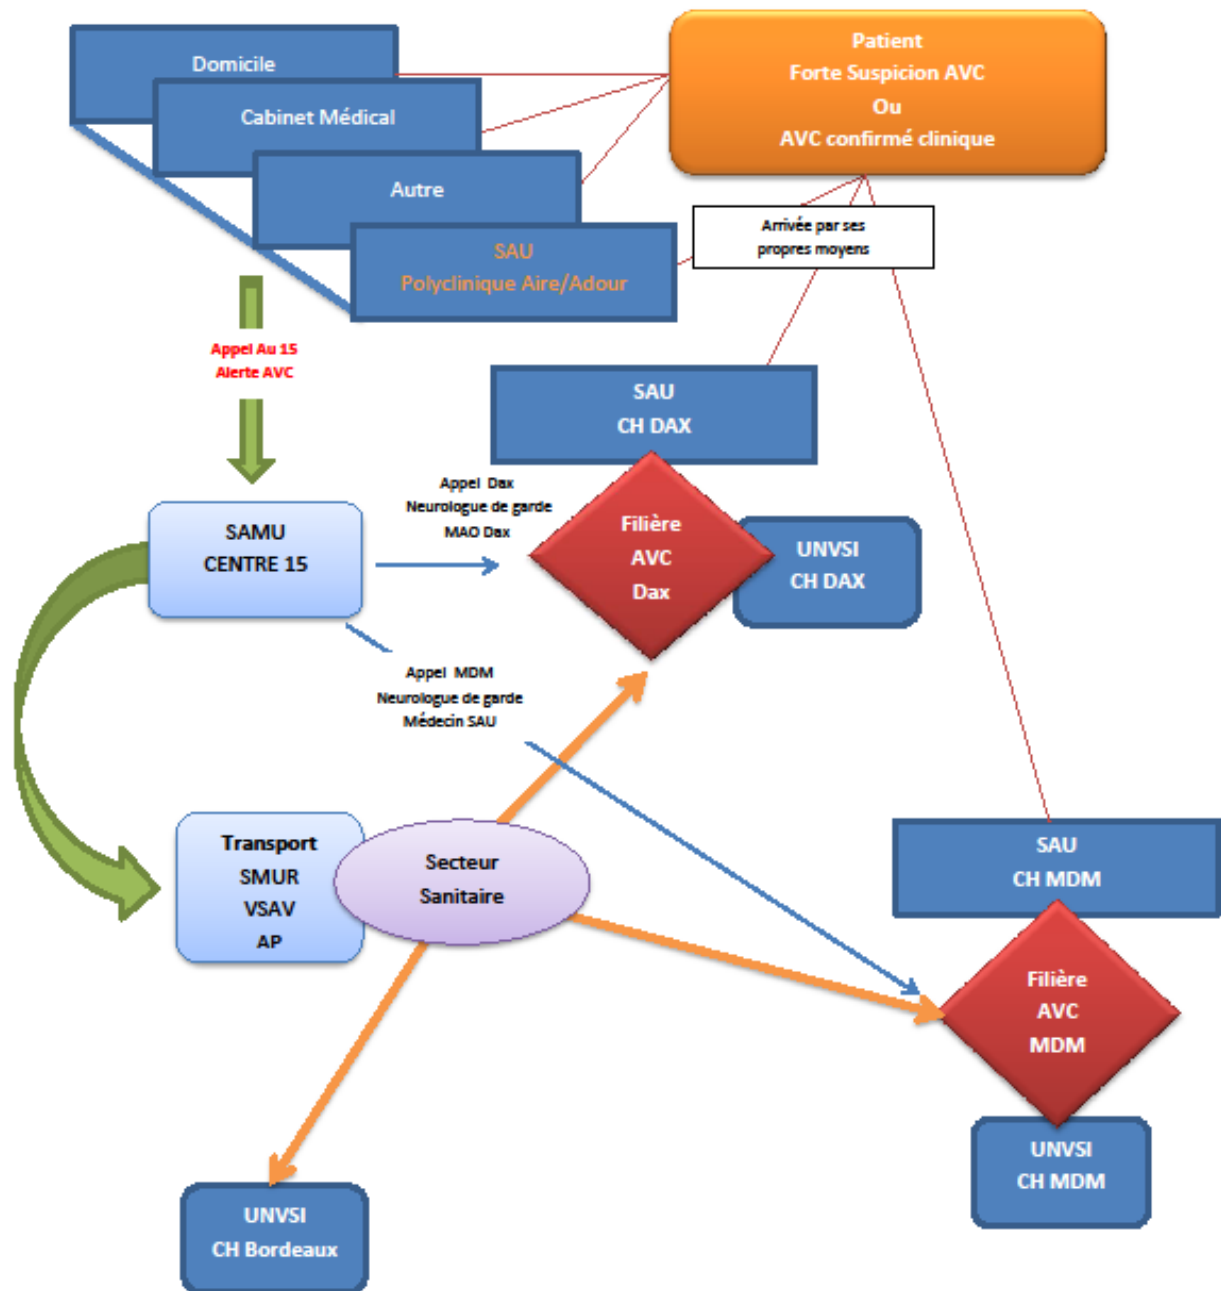 Domicile
Cabinet Médical
Autre
SAU
Polyclinique Aire/Adour
Patient
Forte Suspicion AVC
Ou
AVC confirmé clinique
Arrivée par ses
propres moyens
Appel Au 15
Alerte AVC
SAU
CH DAX
SAMU
CENTRE 15
Appel Dax
Neurologue de garde
MAO Dax
Filière
AVC
Dax
UNVSI
CH DAX
Appel MDM
Neurologue de garde
Médecin SAU
Transport
SMUR
VSAV
AP
Secteur
Sanitaire
SAU
CH MDM
Filière
AVC
MDM
UNVSI
CH MDM
UNVSI
CH Bordeaux